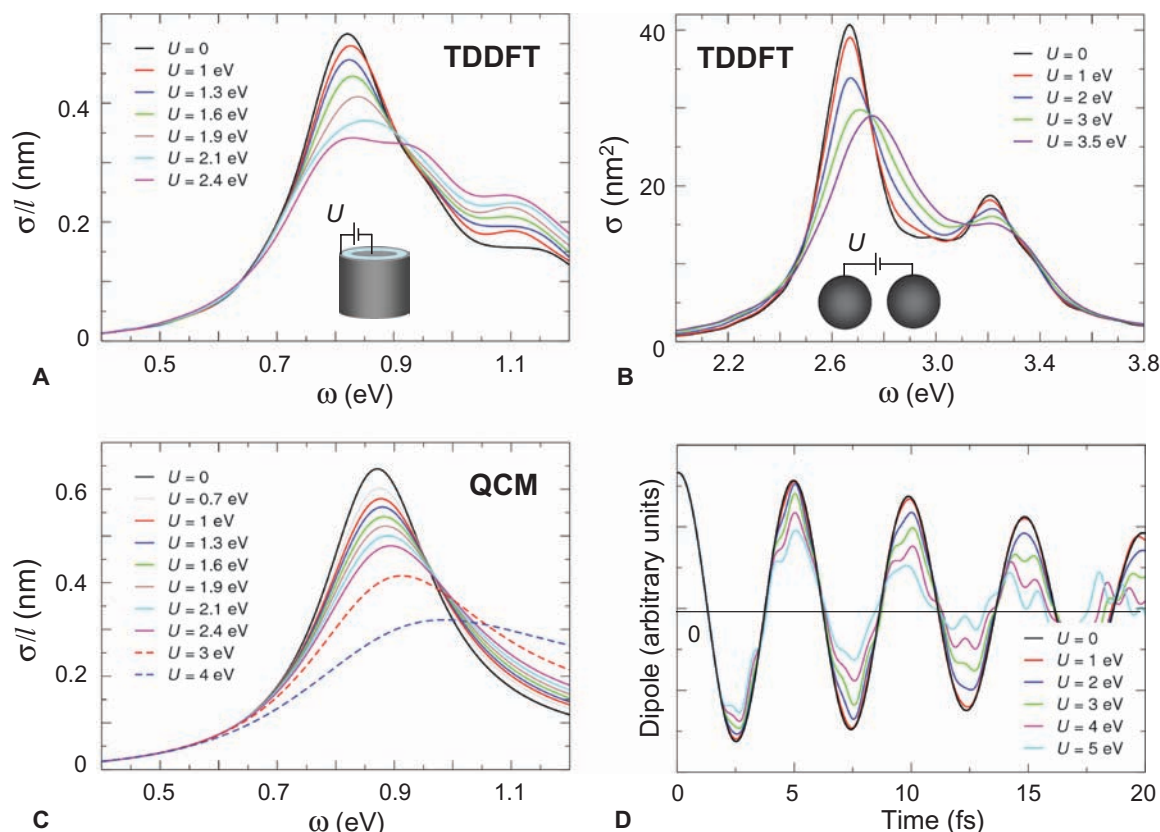 TDDFT
σ/l (nm)
0.4
0.2
0
U = 0
U = 1 eV
U = 1.3 eV
U = 1.6 eV
U = 1.9 eV
U = 2.1 eV
U = 2.4 eV
U
0.5 0.7 0.9 1.1
A
ω (eV)
TDDFT
σ (nm²)
40
20
0
U = 0
U = 1 eV
U = 2 eV
U = 3 eV
U = 3.5 eV
U
2.2 2.6 3.0 3.4 3.8
B
ω (eV)
QCM
σ/l (nm)
0.6
0.4
0.2
0
U = 0
U = 0.7 eV
U = 1 eV
U = 1.3 eV
U = 1.6 eV
U = 1.9 eV
U = 2.1 eV
U = 2.4 eV
U = 3 eV
U = 4 eV
0.5 0.7 0.9 1.1
C
ω (eV)
Dipole (arbitrary units)
0
U = 0
U = 1 eV
U = 2 eV
U = 3 eV
U = 4 eV
U = 5 eV
0 5 10 15 20
D
Time (fs)